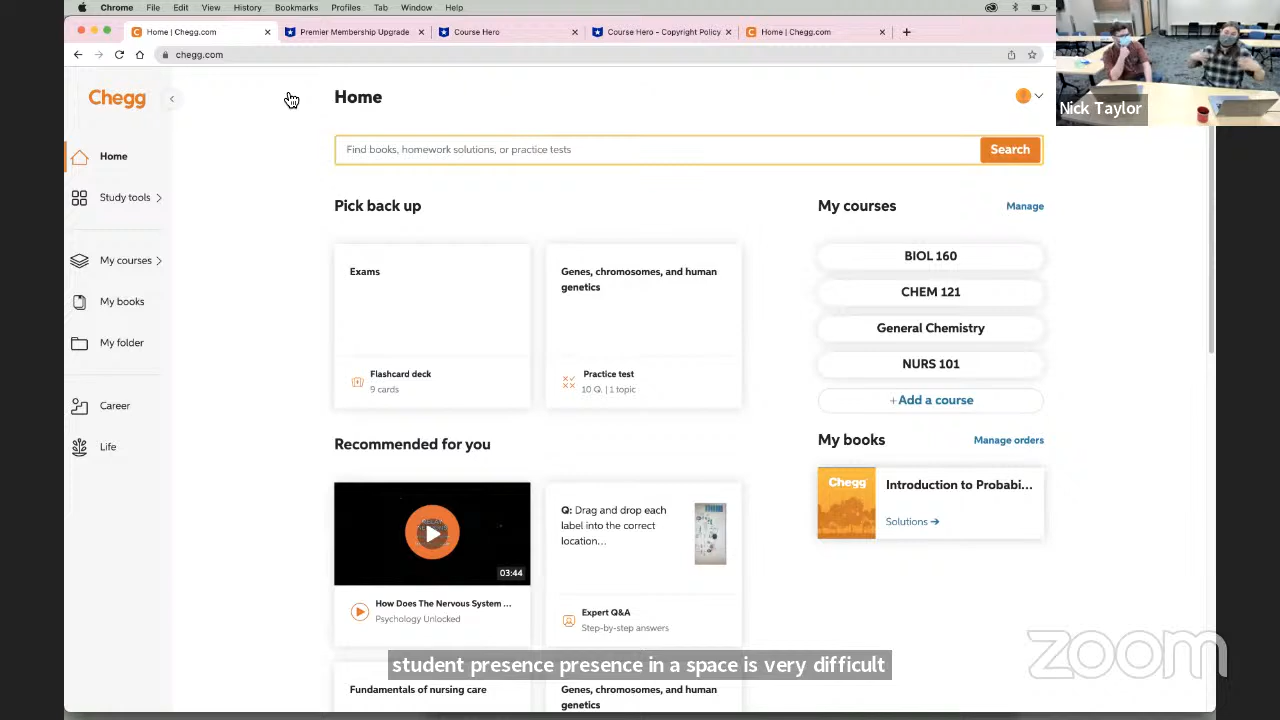 Chrome File Edit View History Bookmarks Profiles Tab Window Help
Home | Chegg.com
Premier Membership Upgrade
Course Hero
Course Hero - Copyright Policy
Home | Chegg.com
chegg.com
Chegg
Home
Nick Taylor
Find books, homework solutions, or practice tests
Search
Home
Study tools
My courses
My books
My folder
Career
Life
Pick back up
Exams
Flashcard deck
9 cards
Genes, chromosomes, and human
genetics
Practice test
10 Q. | 1 topic
My courses
Manage
BIOL 160
CHEM 121
General Chemistry
NURS 101
+ Add a course
My books
Manage orders
Chegg
Introduction to Probabi...
Solutions
Recommended for you
03:44
How Does The Nervous System ...
Psychology Unlocked
Q: Drag and drop each
label into the correct
location...
Expert Q&A
Step-by-step answers
Fundamentals of nursing care
Genes, chromosomes, and human
genetics
student presence presence in a space is very difficult
zoom